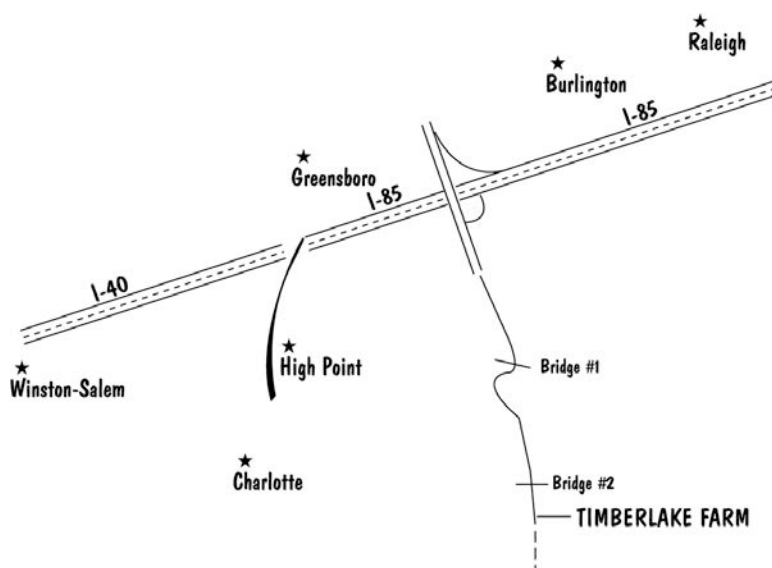 Raleigh
Burlington
I-85
Greensboro
I-85
I-40
High Point
Bridge #1
Winston-Salem
Charlotte
Bridge #2
TIMBERLAKE FARM